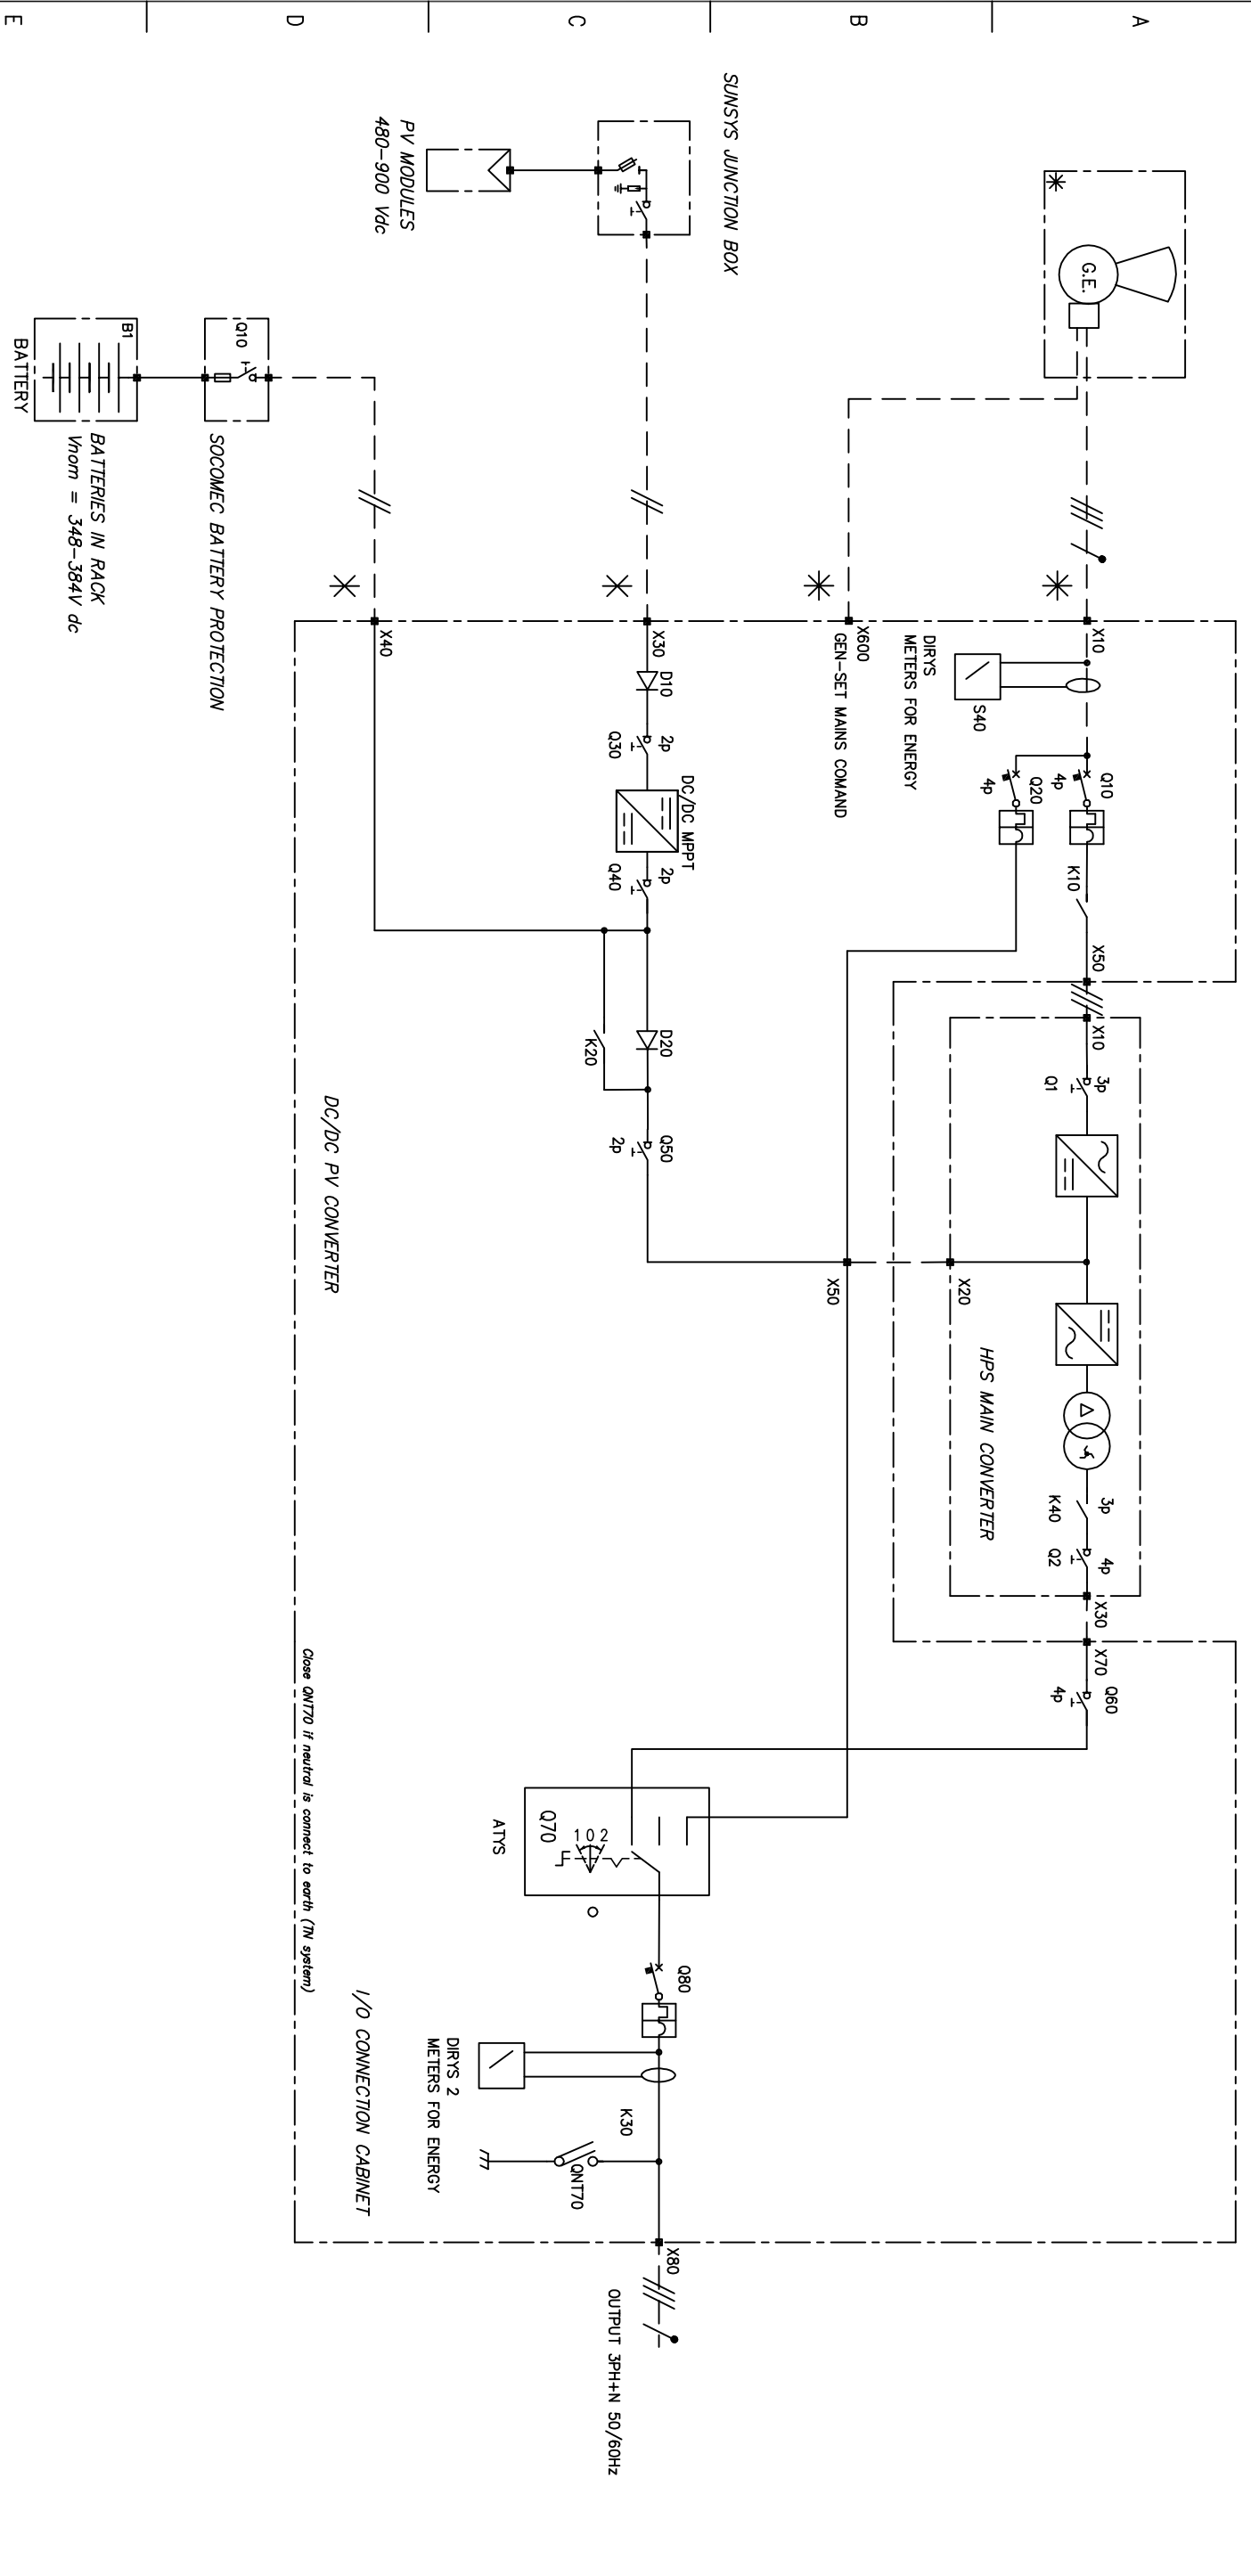 A
B
C
D
E
G.E.
SUNSYS JUNCTION BOX
PV MODULES
480-900 Vdc
Q10
B1
BATTERY
BATTERIES IN RACK
Vnom = 348-384V dc
SOCOMEC BATTERY PROTECTION
X10
S40
DIRYS
METERS FOR ENERGY
X600
GEN-SET MAINS COMAND
X30
X40
D10
2p
Q30
DC/DC MPPT
2p
Q40
Q10
4p
Q20
4p
K10
X50
X10
3p
Q1
D20
K20
Q50
2p
X50
X20
DC/DC PV CONVERTER
HPS MAIN CONVERTER
3p
K40
4p
Q2
X30
X70
Q60
4p
Q70
1 0 2
ATYS
Close QNT70 if neutral is connect to earth (TN system)
Q80
DIRYS 2
METERS FOR ENERGY
K30
QNT70
I/O CONNECTION CABINET
X80
OUTPUT 3PH+N 50/60Hz